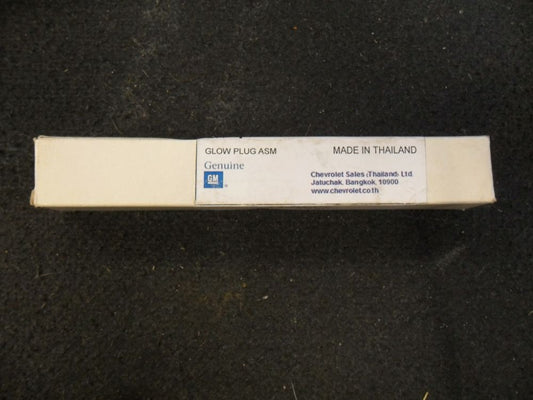 GLOW PLUG ASM MADE IN THAILAND
Genuine
GM
Chevrolet Sales (Thailand) Ltd.
Jatuchak, Bangkok, 10900
www.chevrolet.co.th